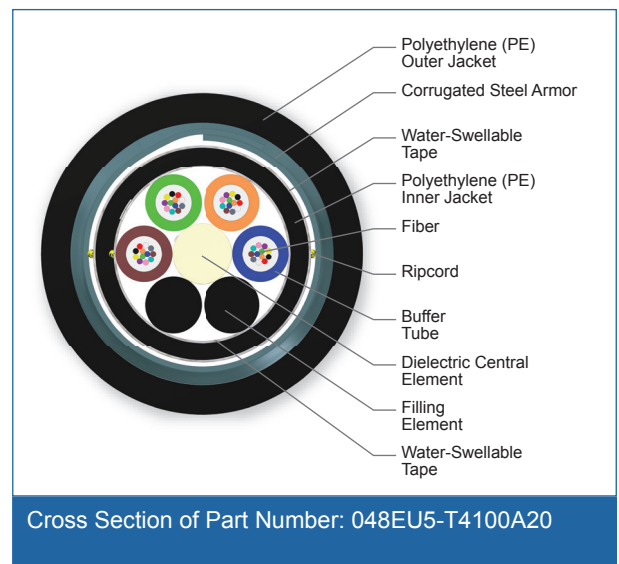 Polyethylene (PE)
Outer Jacket
Corrugated Steel Armor
Water-Swellable
Tape
Polyethylene (PE)
Inner Jacket
Fiber
Ripcord
Buffer
Tube
Dielectric Central
Element
Filling
Element
Water-Swellable
Tape
Cross Section of Part Number: 048EU5-T4100A20